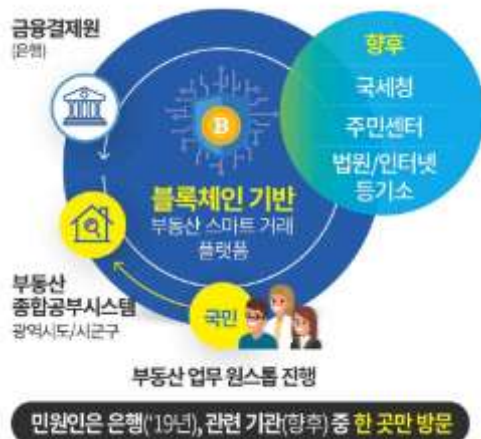 금융결제원
(은행)
향후
국세청
주민센터
법원/인터넷
등기소
B
블록체인 기반
부동산 스마트 거래
플랫폼
부동산
종합공부시스템
광역시도/시군구
국민
부동산 업무 원스톱 진행
민원인은 은행('19년), 관련 기관(향후) 중 한 곳만 방문